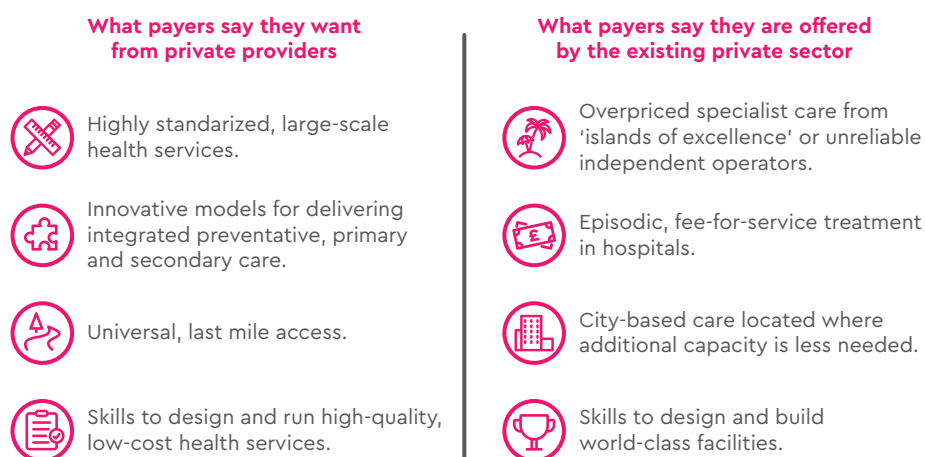 What payers say they want
from private providers
Highly standarized, large-scale
health services.
Innovative models for delivering
integrated preventative, primary
and secondary care.
Universal, last mile access.
Skills to design and run high-quality,
low-cost health services.
What payers say they are offered
by the existing private sector
Overpriced specialist care from
‘islands of excellence’ or unreliable
independent operators.
£
Episodic, fee-for-service treatment
in hospitals.
City-based care located where
additional capacity is less needed.
Skills to design and build
world-class facilities.